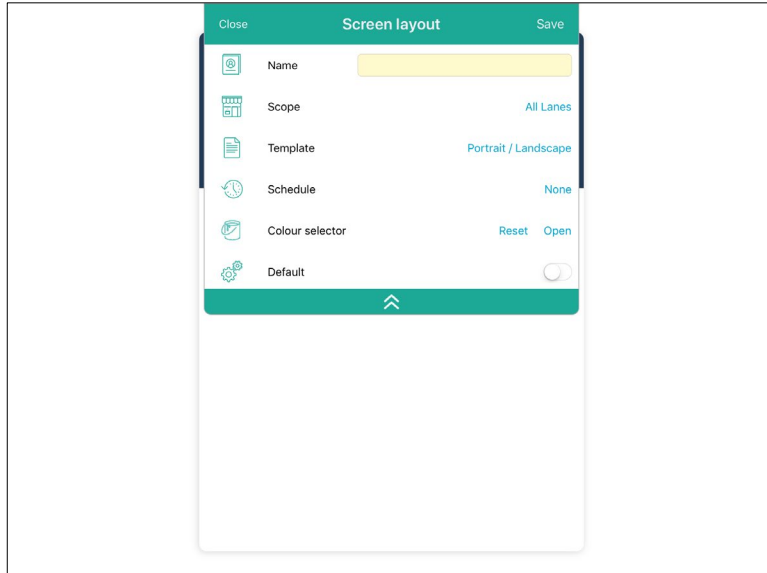 Close Screen layout Save
Name
Scope All Lanes
Template Portrait / Landscape
Schedule None
Colour selector Reset Open
Default